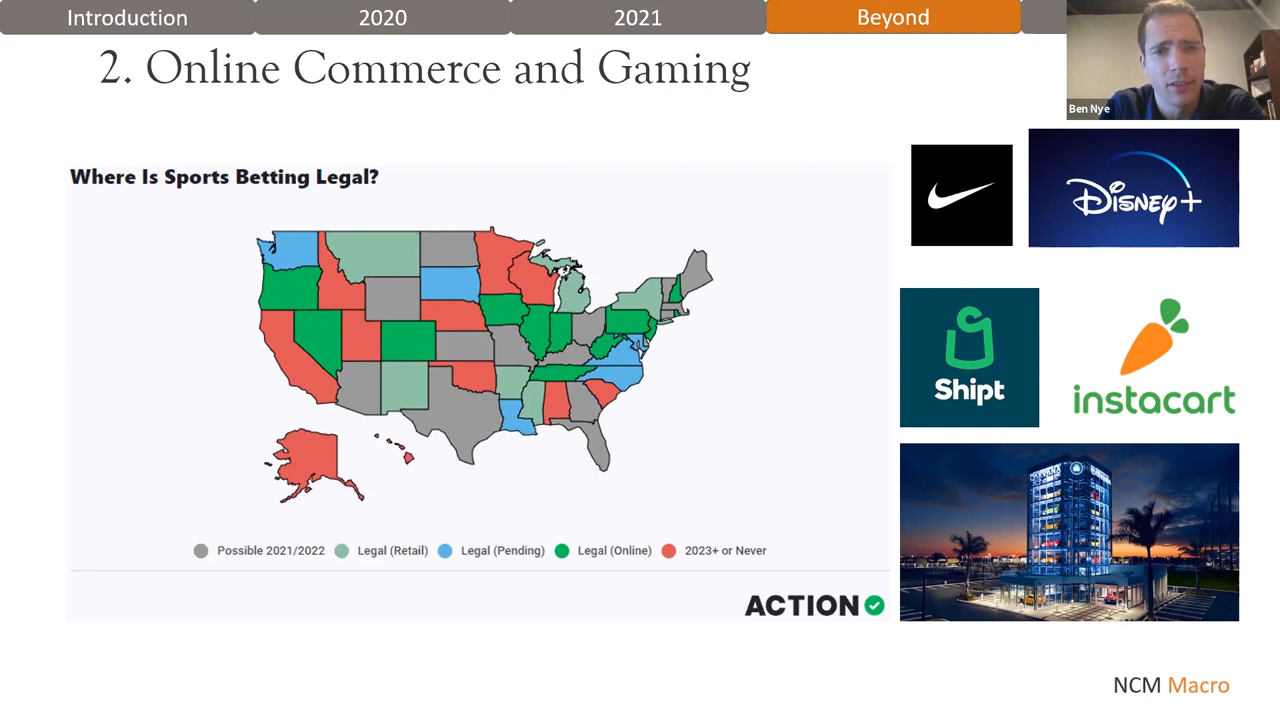 Introduction
2020
2021
Beyond
2. Online Commerce and Gaming
Ben Nye
Where Is Sports Betting Legal?
Disney+
Shipt
instacart
Possible 2021/2022
Legal (Retail)
Legal (Pending)
Legal (Online)
2023+ or Never
ACTION
NCM Macro